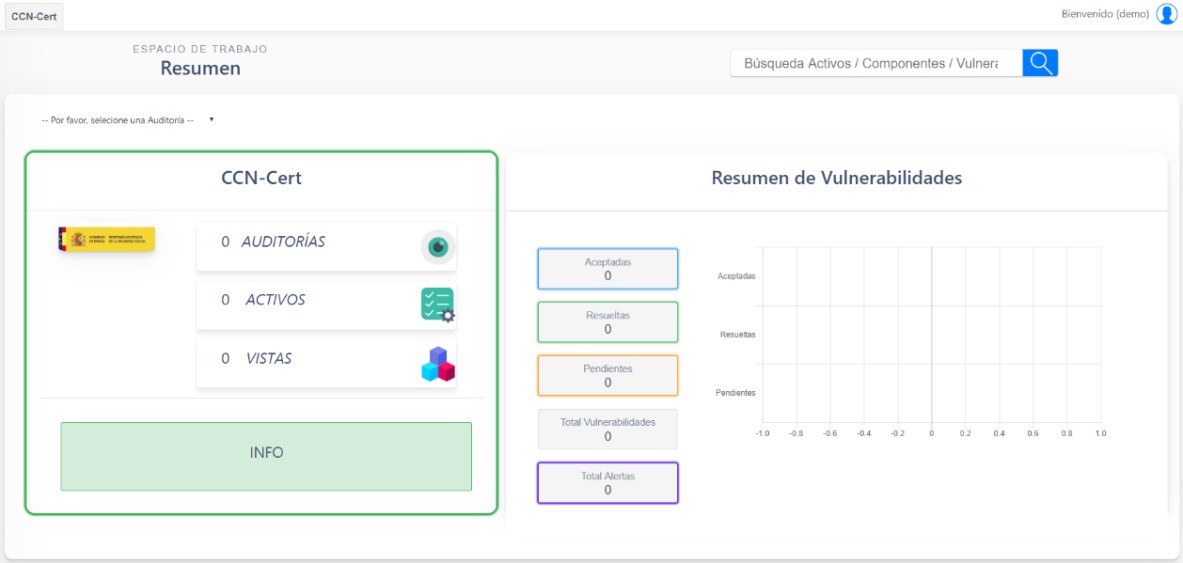 CCN-Cert
Bienvenido (demo)
ESPACIO DE TRABAJO
Resumen
Búsqueda Activos / Componentes / Vulnera
-- Por favor, selecione una Auditoría --
CCN-Cert
0 AUDITORÍAS
0 ACTIVOS
0 VISTAS
INFO
Resumen de Vulnerabilidades
Aceptadas
0
Resueltas
0
Pendientes
0
Total Vulnerabilidades
0
Total Alertas
0
Aceptadas
Resueltas
Pendientes
-1.0 -0.8 -0.6 -0.4 -0.2 0 0.2 0.4 0.6 0.8 1.0